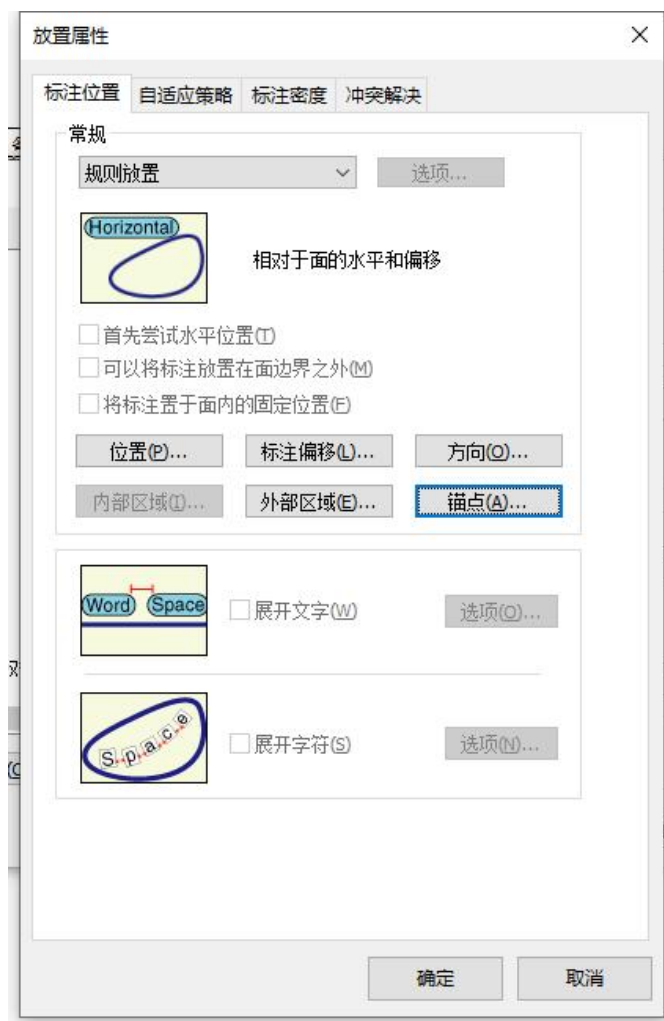 放置属性
标注位置 自适应策略 标注密度 冲突解决
常规
规则放置 选项...
Horizontal
相对于面的水平和偏移
首先尝试水平位置(T)
可以将标注放置在面边界之外(M)
将标注置于面内的固定位置(F)
位置(P)... 标注偏移(L)... 方向(O)...
内部区域(I)... 外部区域(E)... 锚点(A)...
Word Space 展开文字(W) 选项(O)...
Space 展开字符(S) 选项(N)...
确定 取消